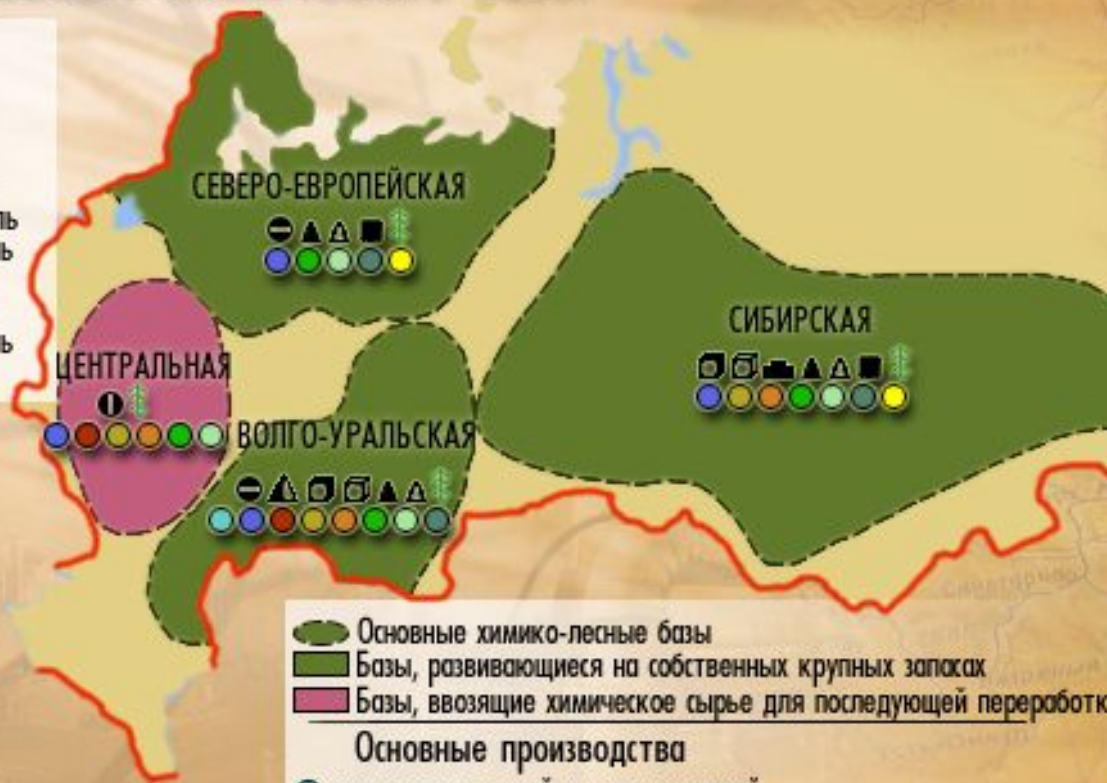 СЕВЕРО-ЕВРОПЕЙСКАЯ
СИБИРСКАЯ
ЦЕНТРАЛЬНАЯ
ВОЛГО-УРАЛЬСКАЯ
Основные химико-лесные базы
Базы, развивающиеся на собственных крупных запасах
Базы, ввозящие химическое сырье для последующей
Основные производства